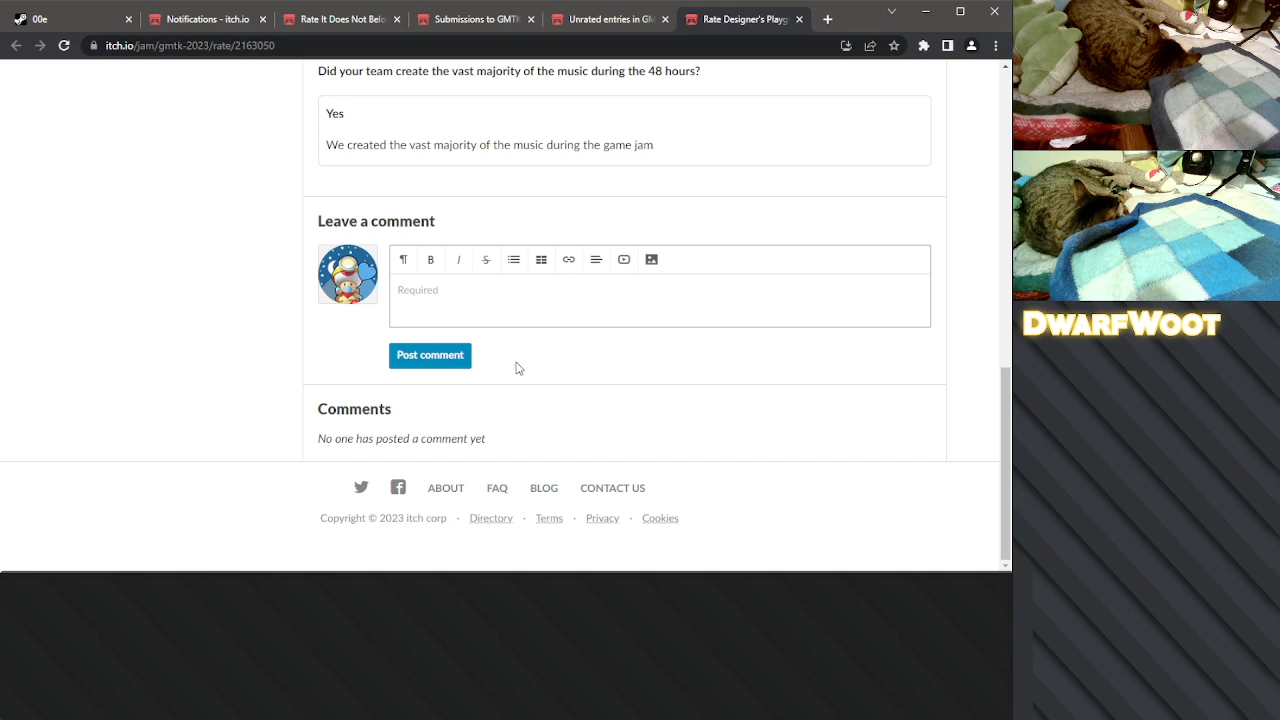 00e
Notifications - itch.io
Rate It Does Not Belo
Submissions to GMTK
Unrated entries in GM
Rate Designer's Playg
itch.io/jam/gmtk-2023/rate/2163050
Did your team create the vast majority of the music during the 48 hours?
Yes
We created the vast majority of the music during the game jam
Leave a comment
Required
Post comment
Comments
No one has posted a comment yet
ABOUT FAQ BLOG CONTACT US
Copyright © 2023 itch corp · Directory · Terms · Privacy · Cookies
DWARFWOOT